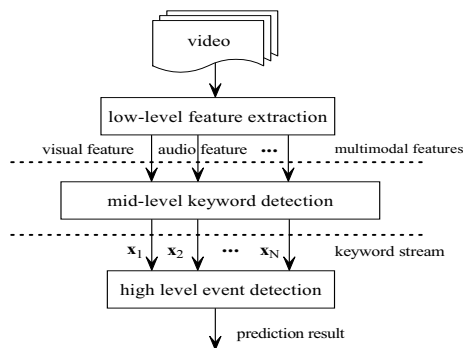 video
low-level feature extraction
visual feature audio feature ... multimodal features
mid-level keyword detection
x1 x2 ... xN keyword stream
high level event detection
prediction result